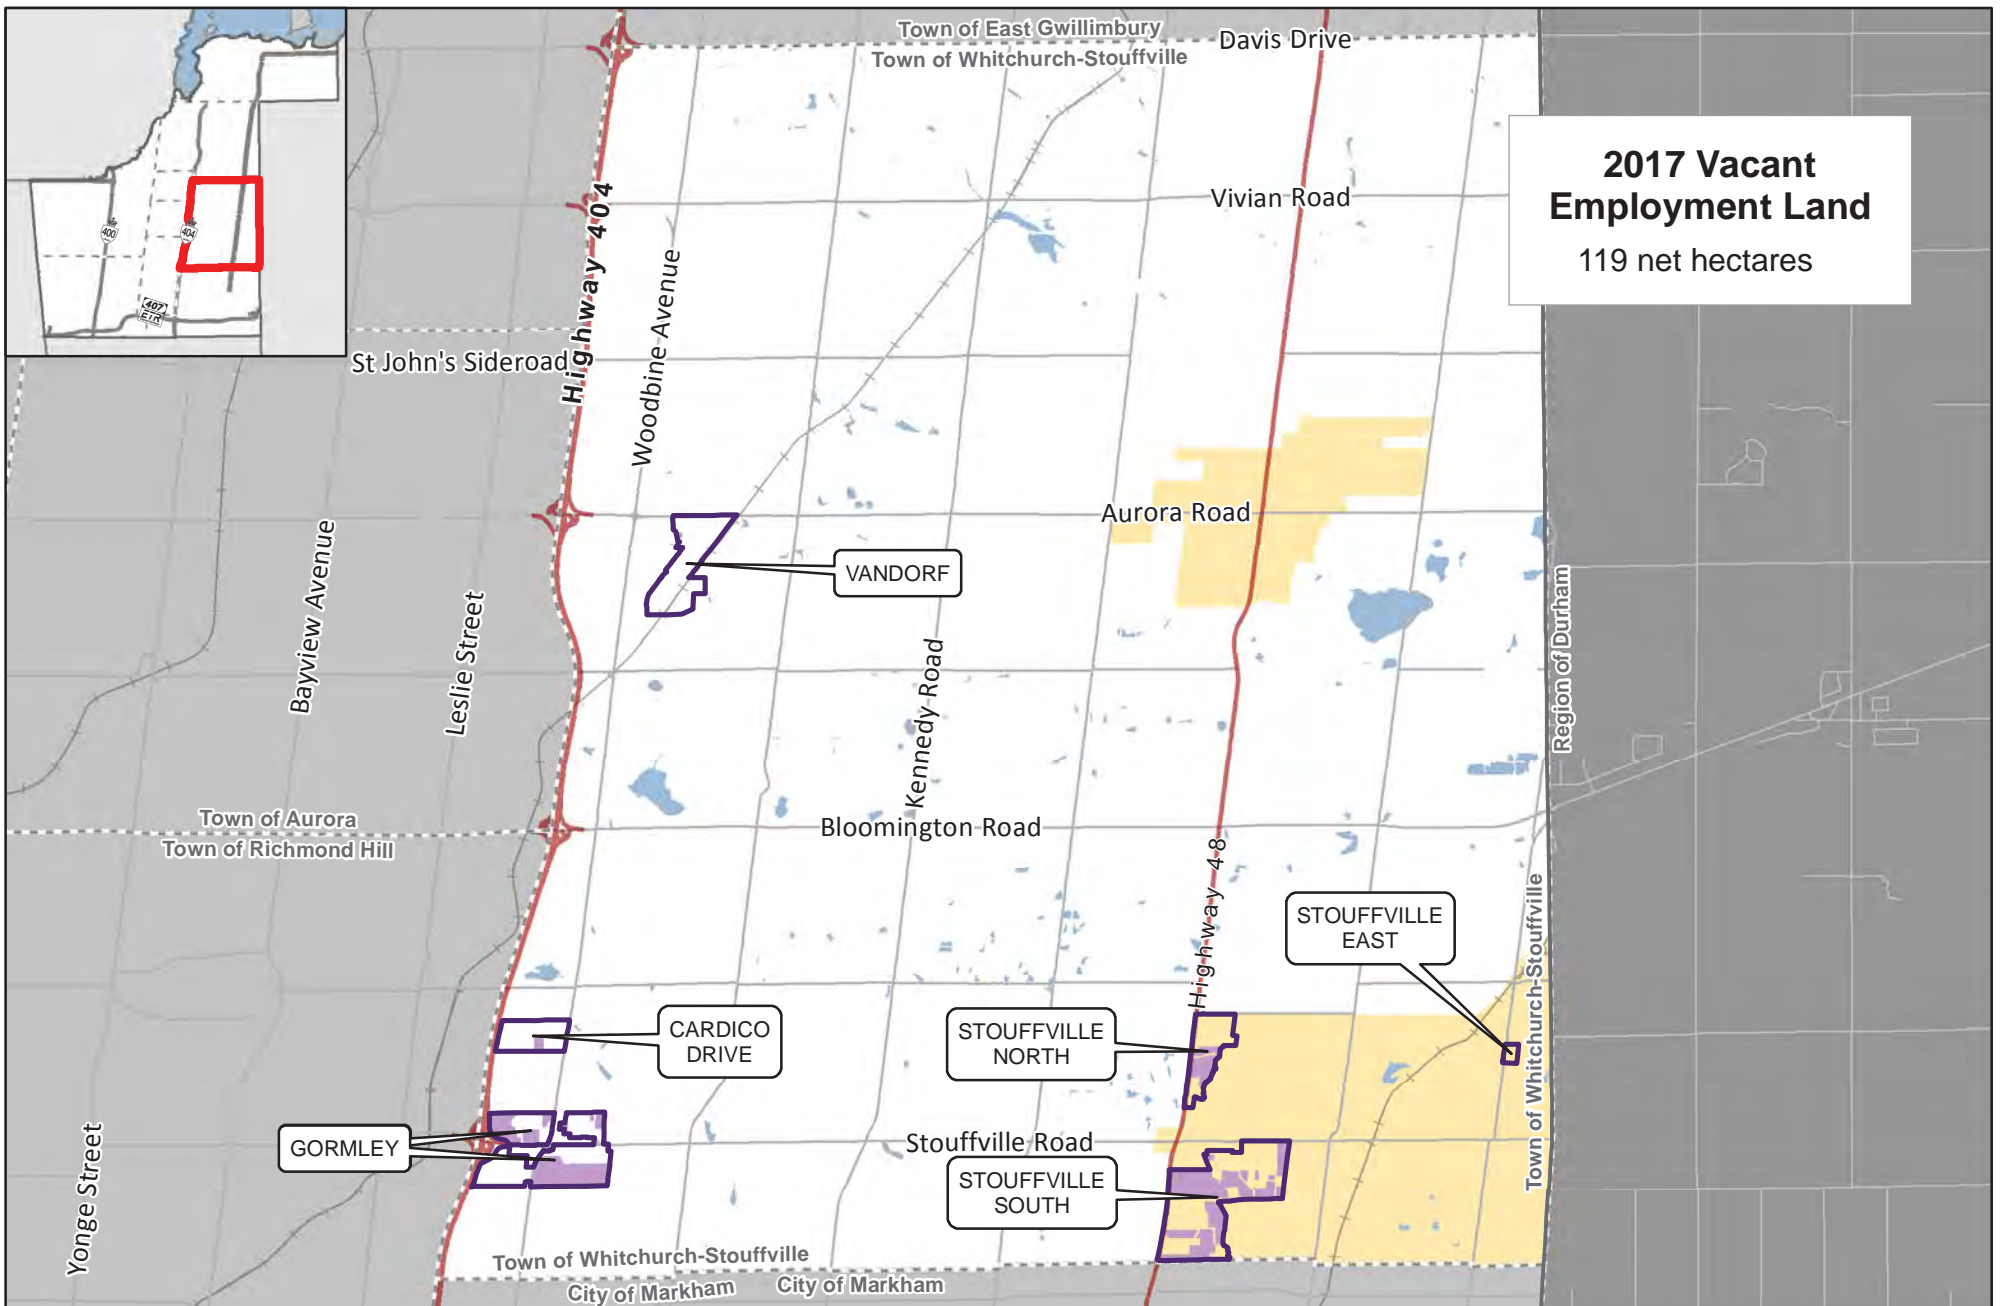 Town of East Gwillimbury
Town of Whitchurch-Stouffville
Davis Drive
2017 Vacant
Employment Land
119 net hectares
400
404
407
ETR
Vivian Road
Highway 404
Woodbine Avenue
St John's Sideroad
Aurora Road
VANDORF
Bayview Avenue
Leslie Street
Kennedy Road
Region of Durham
Town of Aurora
Town of Richmond Hill
Bloomington Road
Highway 48
STOUFFVILLE
EAST
Town of Whitchurch-Stouffville
CARDICO
DRIVE
STOUFFVILLE
NORTH
GORMLEY
Stouffville Road
STOUFFVILLE
SOUTH
Yonge Street
Town of Whitchurch-Stouffville
City of Markham
City of Markham